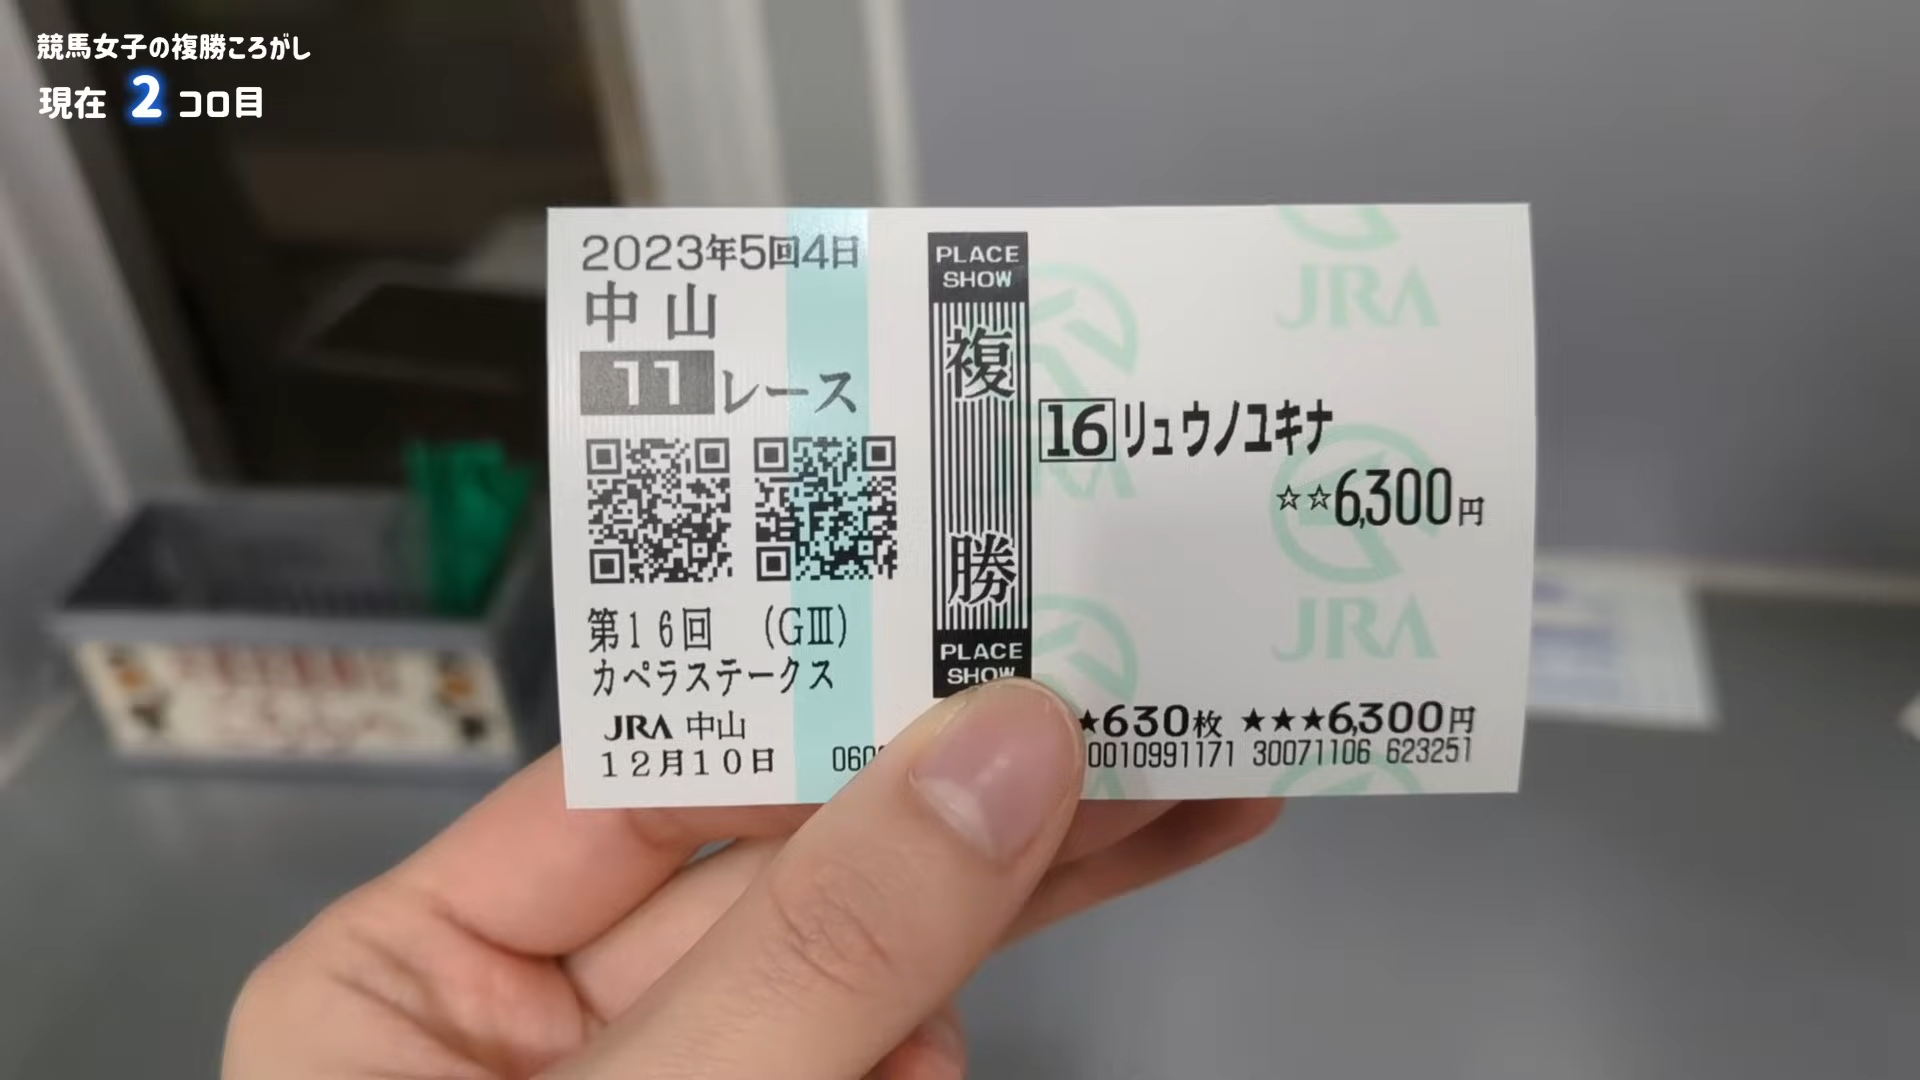 競馬女子の複勝ころがし
現在 2 コロ目
2023年5回4日
中山
11レース
第16回 (GⅢ)
カペラステークス
JRA 中山
12月10日
060
PLACE
SHOW
複
勝
PLACE
SHOW
16 リュウノユキナ
☆☆6,300円
★630枚 ★★★6,300円
0010991171 30071106 623251
JRA
JRA